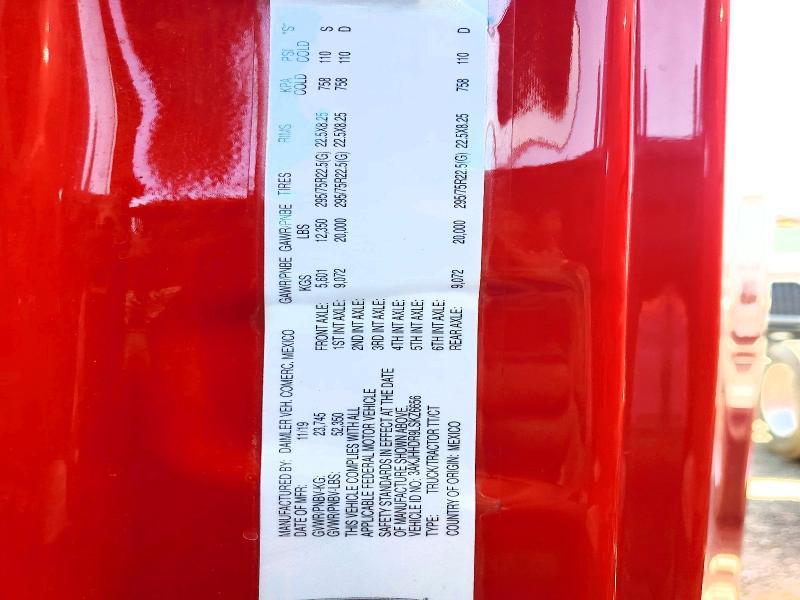 MANUFACTURED BY: DAIMLER VEH. COMERC. MEXICO
DATE OF MFR: 11/19
GVWR/PNBV-KG: 23,745
GVWR/PNBV-LBS: 52,350
THIS VEHICLE COMPLIES WITH ALL
APPLICABLE FEDERAL MOTOR VEHICLE
SAFETY STANDARDS IN EFFECT AT THE DATE
OF MANUFACTURE SHOWN ABOVE.
VEHICLE ID NO: 3AKJHHDR9LSKZ6656
TYPE: TRUCK/TRACTOR TT/CT
COUNTRY OF ORIGIN: MEXICO
GAWR/PNBE GAWR/PNBE TIRES RIMS KPA PSI "S"
KGS LBS COLD COLD
FRONT AXLE: 5,601 12,350 295/75R22.5(G) 22.5X8.25 758 110 S
1ST INT AXLE: 9,072 20,000 295/75R22.5(G) 22.5X8.25 758 110 D
2ND INT AXLE:
3RD INT AXLE:
4TH INT AXLE:
5TH INT AXLE:
6TH INT AXLE:
REAR AXLE: 9,072 20,000 295/75R22.5(G) 22.5X8.25 758 110 D